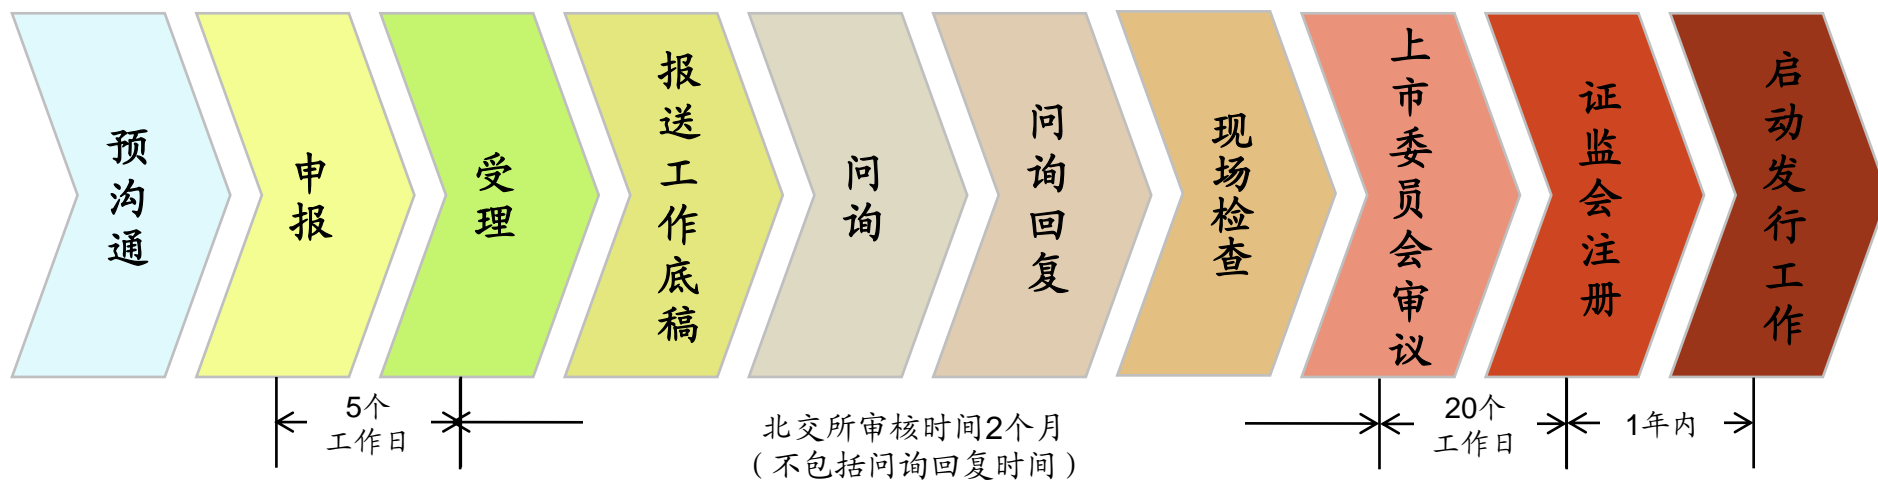 预沟通
申报
受理
报送工作底稿
问询
问询回复
现场检查
上市委员会审议
证监会注册
启动发行工作
5个
工作日
北交所审核时间2个月
（不包括问询回复时间）
20个
工作日
1年内